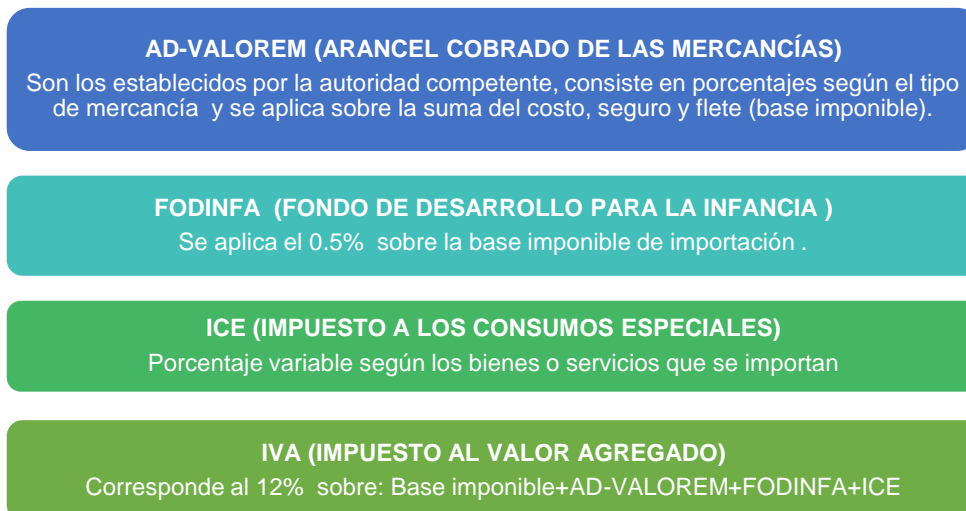 AD-VALOREM (ARANCEL COBRADO DE LAS MERCANCÍAS)
Son los establecidos por la autoridad competente, consiste en porcentajes según el tipo
de mercancía y se aplica sobre la suma del costo, seguro y flete (base imponible).
FODINFA (FONDO DE DESARROLLO PARA LA INFANCIA )
Se aplica el 0.5% sobre la base imponible de importación .
ICE (IMPUESTO A LOS CONSUMOS ESPECIALES)
Porcentaje variable según los bienes o servicios que se importan
IVA (IMPUESTO AL VALOR AGREGADO)
Corresponde al 12% sobre: Base imponible+AD-VALOREM+FODINFA+ICE